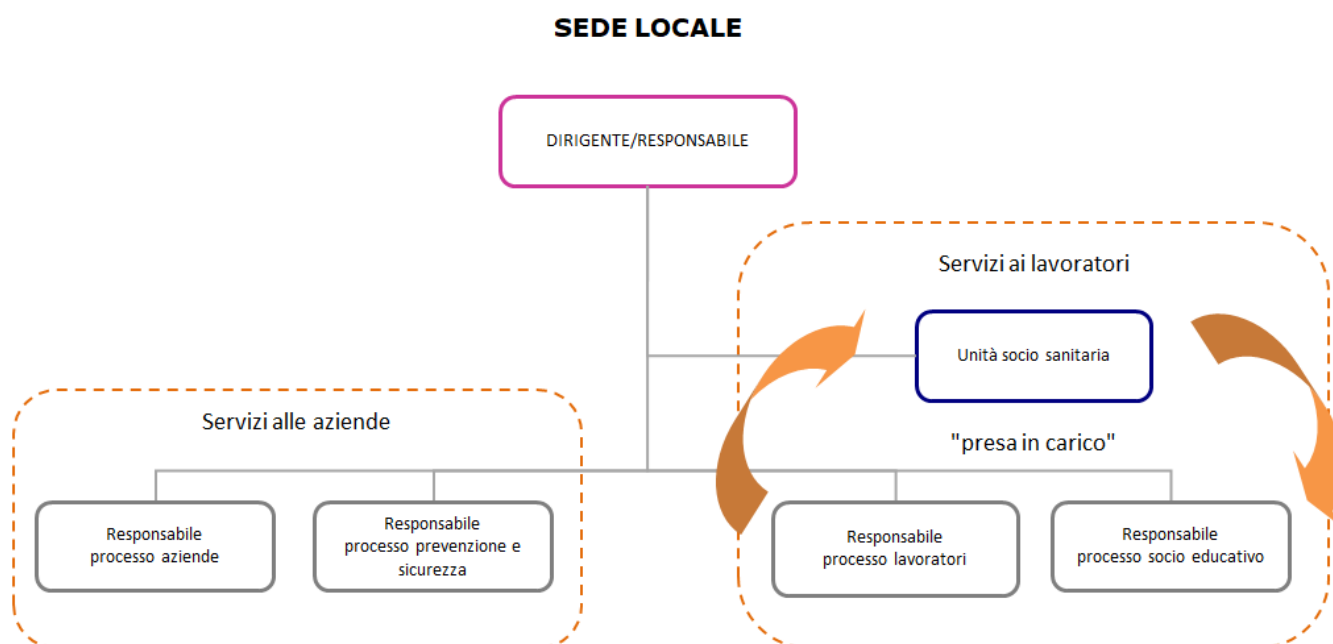 SEDE LOCALE
DIRIGENTE/RESPONSABILE
Servizi ai lavoratori
Unità socio sanitaria
Servizi alle aziende
"presa in carico"
Responsabile
processo aziende
Responsabile
processo prevenzione e
sicurezza
Responsabile
processo lavoratori
Responsabile
processo socio educativo